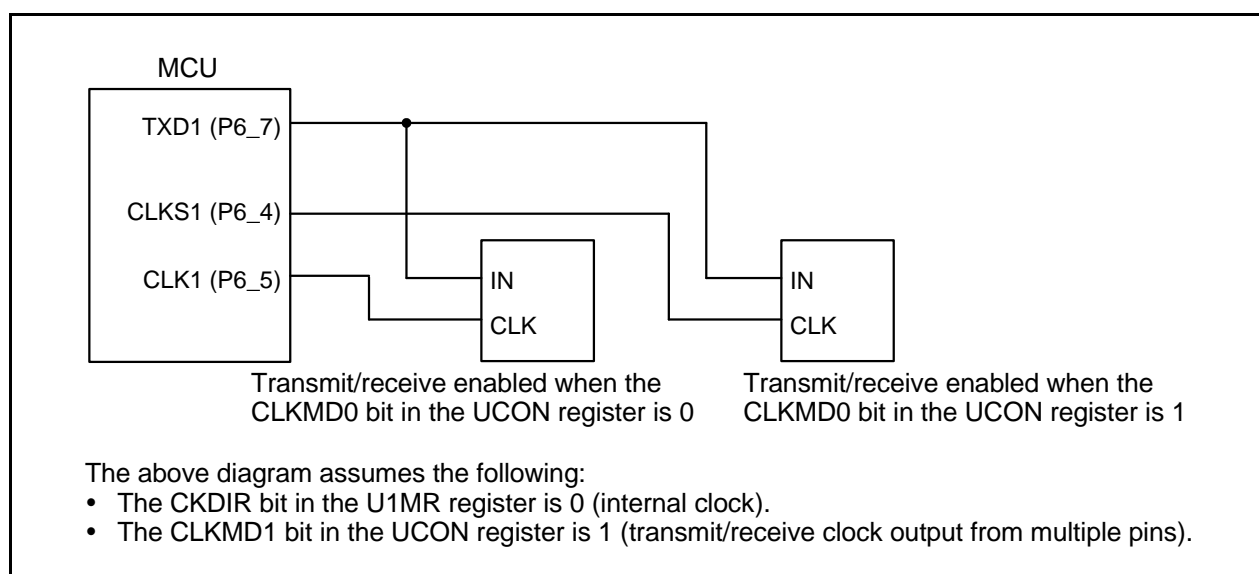 MCU
TXD1 (P6_7)
CLKS1 (P6_4)
CLK1 (P6_5)
IN
CLK
IN
CLK
Transmit/receive enabled when the
CLKMD0 bit in the UCON register is 0
Transmit/receive enabled when the
CLKMD0 bit in the UCON register is 1
The above diagram assumes the following:
• The CKDIR bit in the U1MR register is 0 (internal clock).
• The CLKMD1 bit in the UCON register is 1 (transmit/receive clock output from multiple pins).